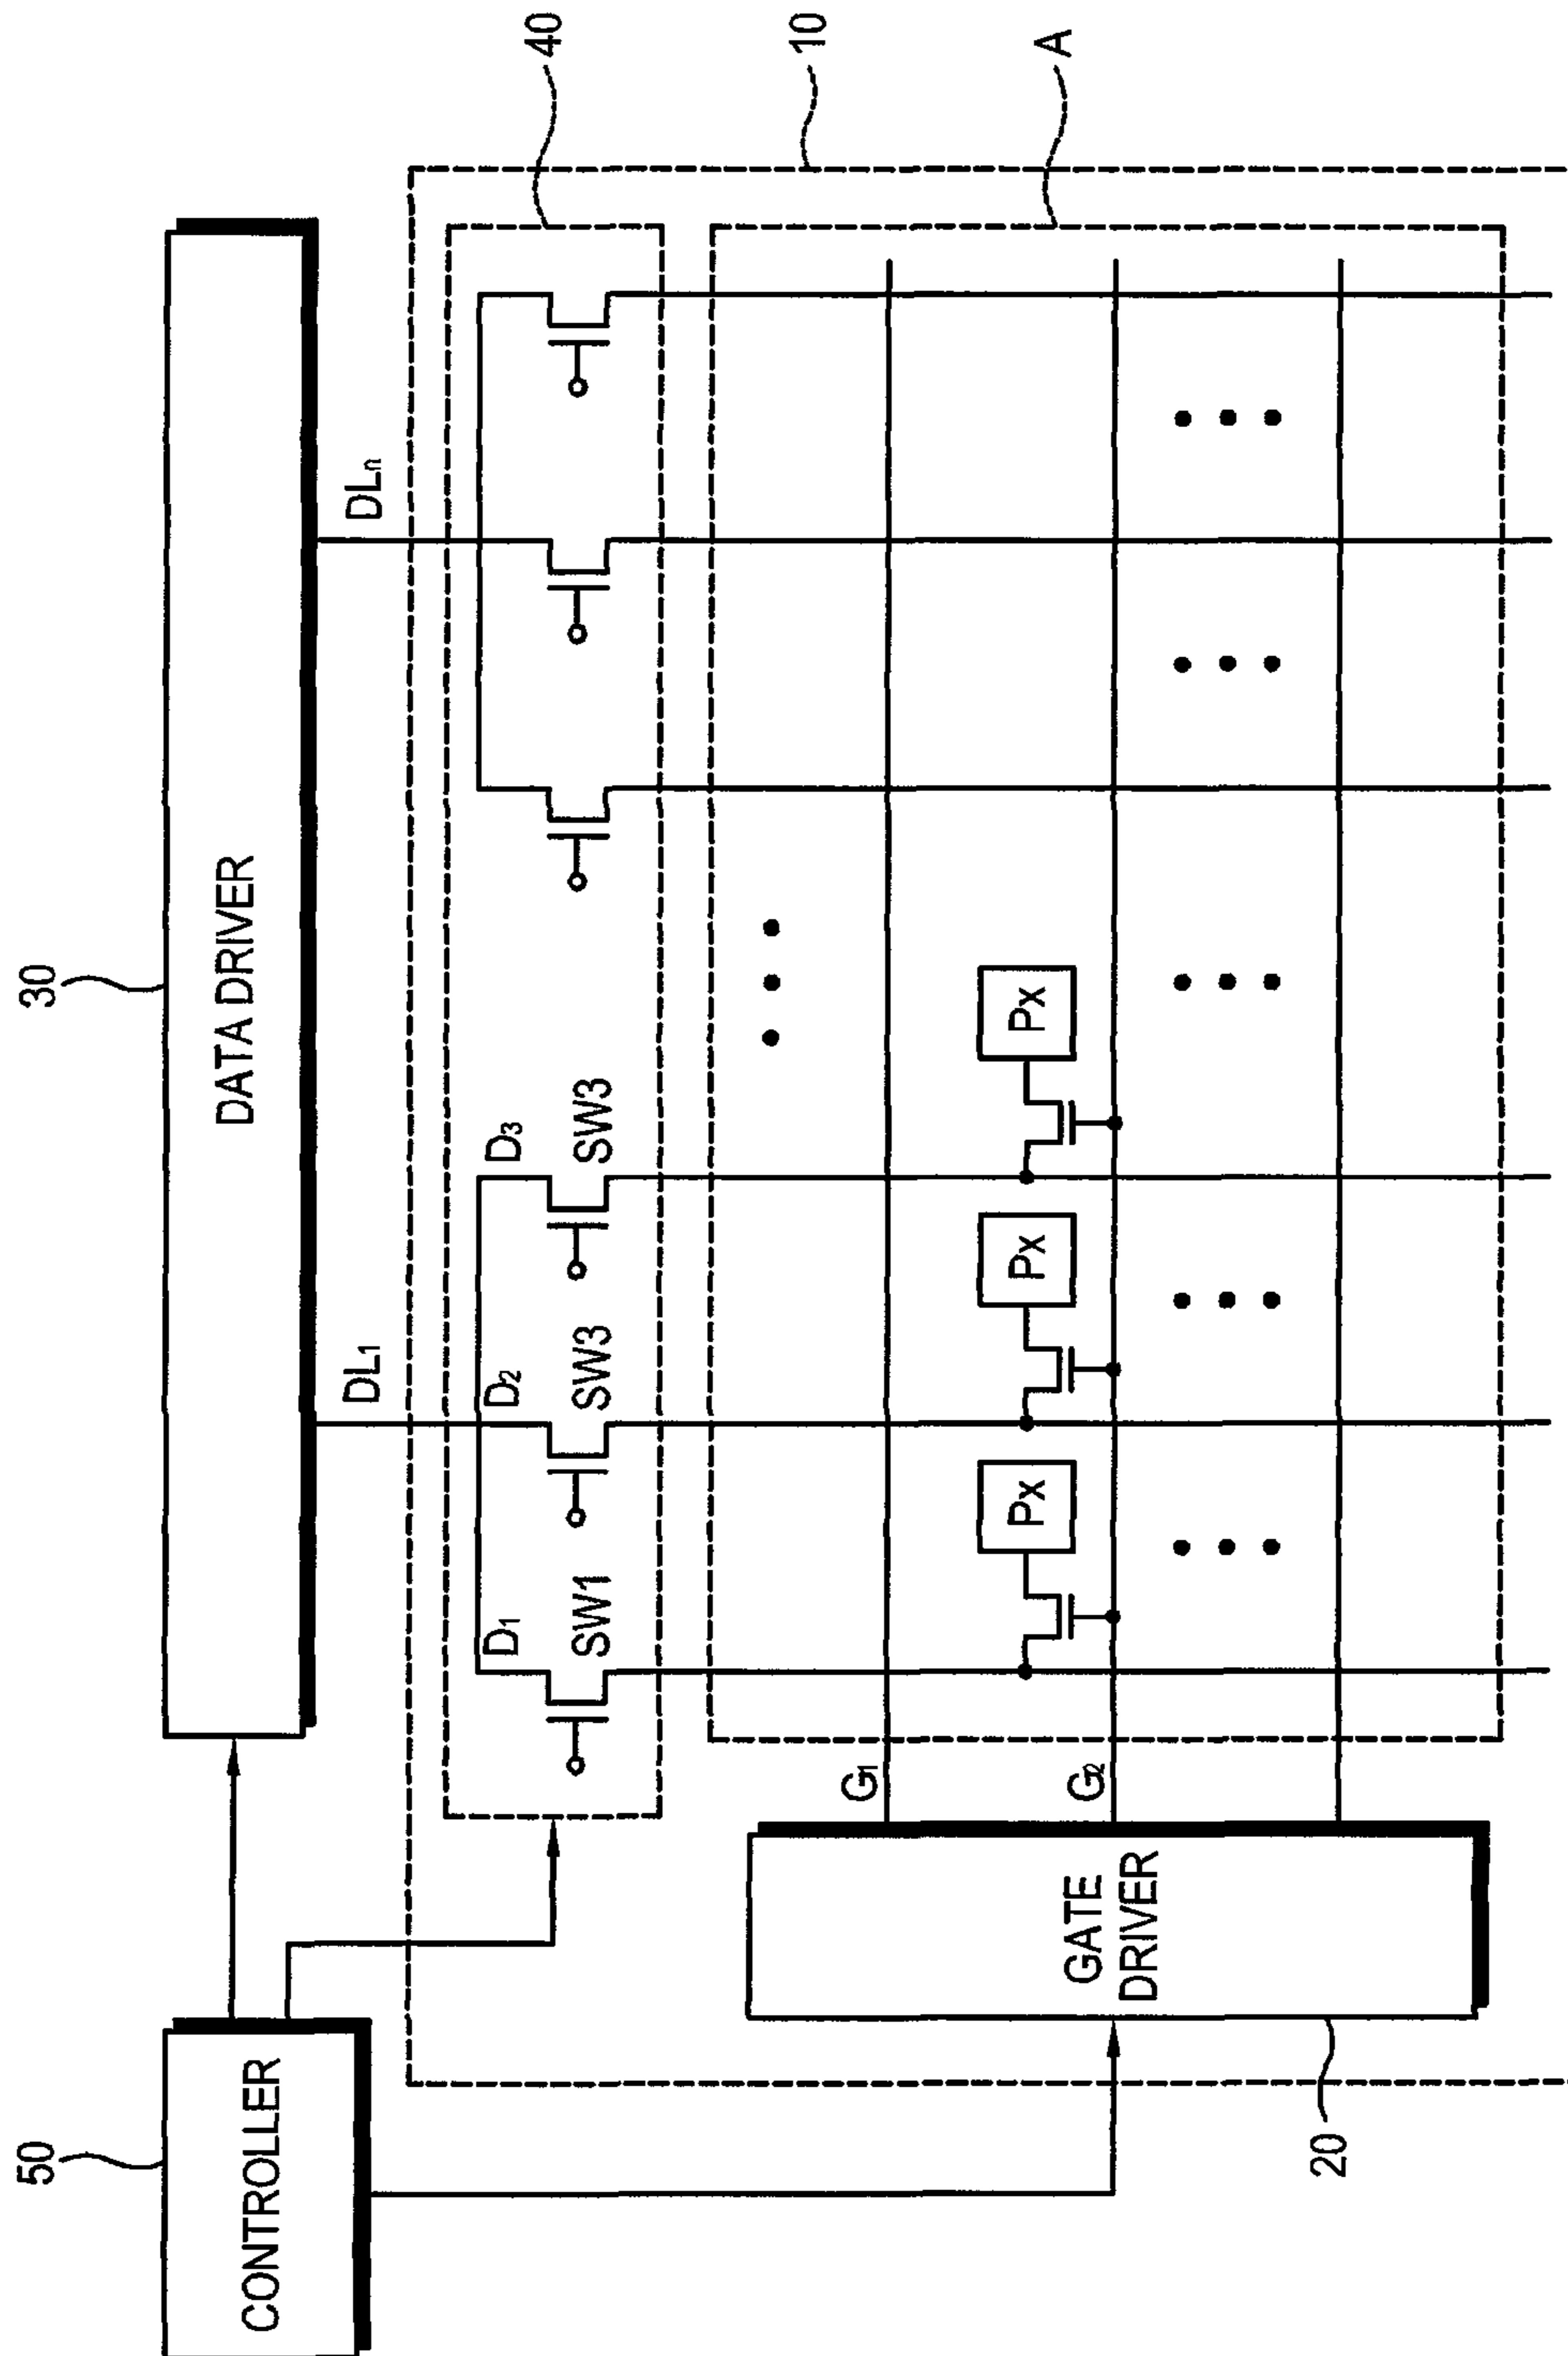 50
30
CONTROLLER
DATA DRIVER
DL₁
DLₙ
D₁
D₂
D₃
40
SW1
SW3
SW3
10
G₁
Px
Px
Px
A
GATE
DRIVER
G₂
20